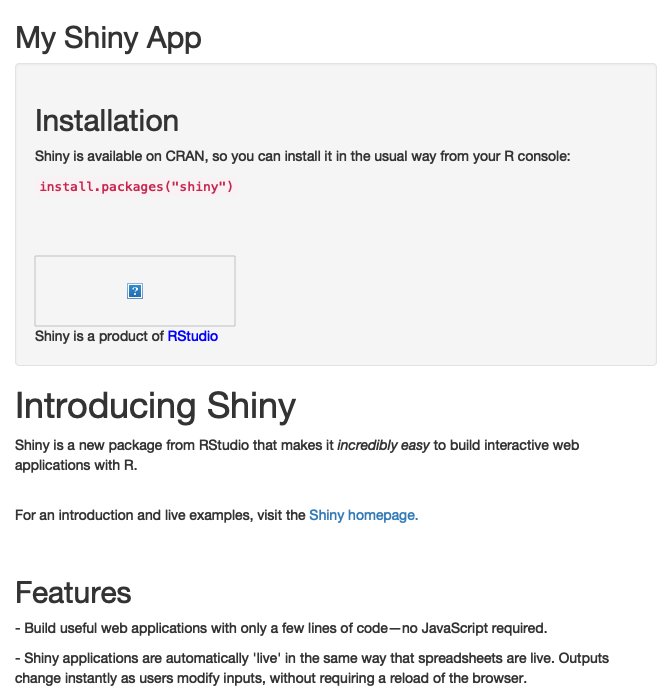 My Shiny App
Installation
Shiny is available on CRAN, so you can install it in the usual way from your R console:
install.packages("shiny")
?
Shiny is a product of RStudio
Introducing Shiny
Shiny is a new package from RStudio that makes it incredibly easy to build interactive web
applications with R.
For an introduction and live examples, visit the Shiny homepage.
Features
- Build useful web applications with only a few lines of code—no JavaScript required.
- Shiny applications are automatically 'live' in the same way that spreadsheets are live. Outputs
change instantly as users modify inputs, without requiring a reload of the browser.